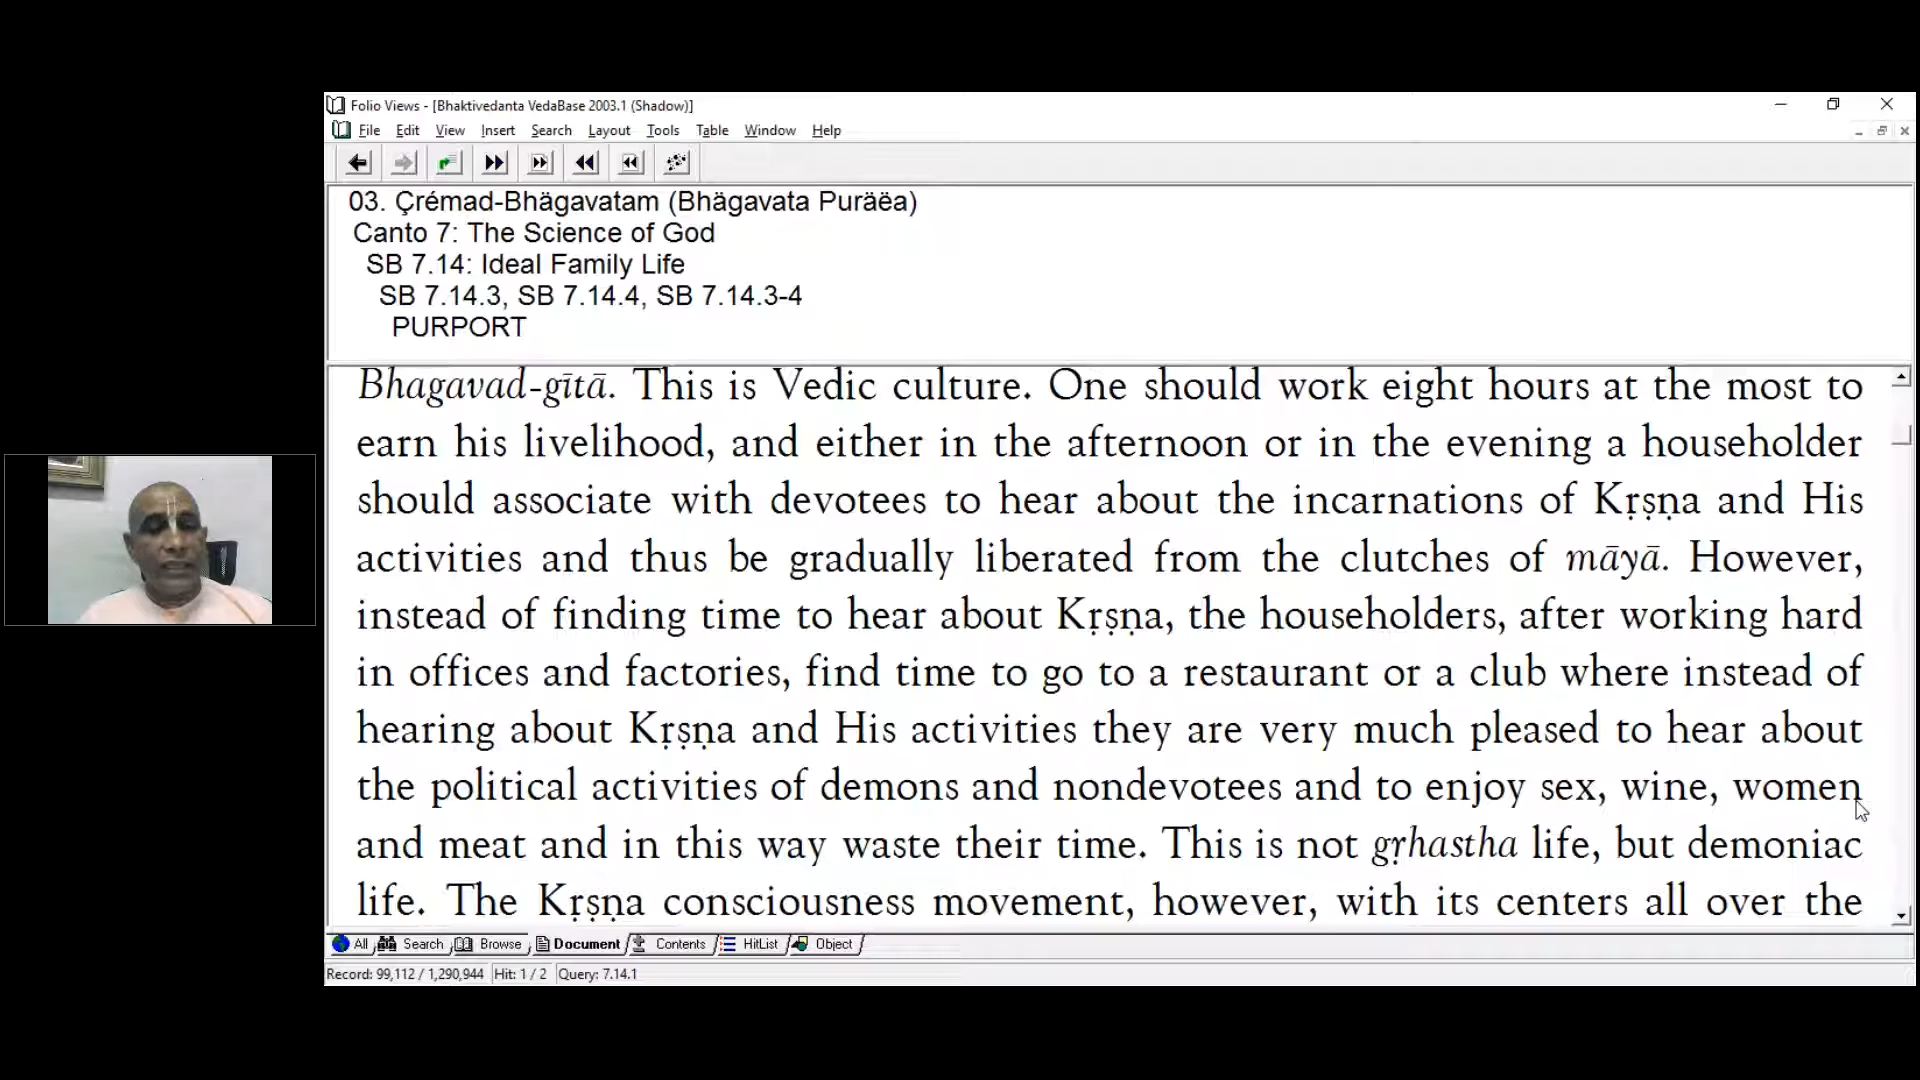 Folio Views - [Bhaktivedanta VedaBase 2003.1 (Shadow)]
File Edit View Insert Search Layout Tools Table Window Help
03. Çrémad-Bhägavatam (Bhägavata Puräëa)
Canto 7: The Science of God
SB 7.14: Ideal Family Life
SB 7.14.3, SB 7.14.4, SB 7.14.3-4
PURPORT
Bhagavad-gītā. This is Vedic culture. One should work eight hours at the most to
earn his livelihood, and either in the afternoon or in the evening a householder
should associate with devotees to hear about the incarnations of Kṛṣṇa and His
activities and thus be gradually liberated from the clutches of māyā. However,
instead of finding time to hear about Kṛṣṇa, the householders, after working hard
in offices and factories, find time to go to a restaurant or a club where instead of
hearing about Kṛṣṇa and His activities they are very much pleased to hear about
the political activities of demons and nondevotees and to enjoy sex, wine, women
and meat and in this way waste their time. This is not gṛhastha life, but demoniac
life. The Kṛṣṇa consciousness movement, however, with its centers all over the
All Search Browse Document Contents HitList Object
Record: 99,112 / 1,290,944 Hit: 1 / 2 Query: 7.14.1